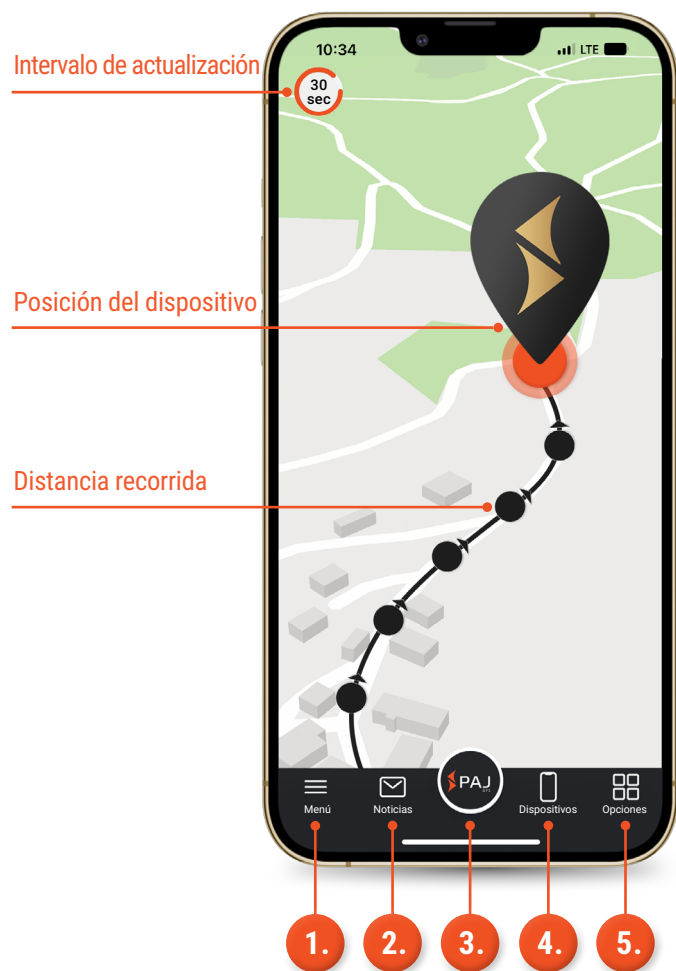 10:34
LTE
Intervalo de actualización
30
sec
Posición del dispositivo
Distancia recorrida
PAJ
Menú
Noticias
Dispositivos
Opciones
1.
2.
3.
4.
5.